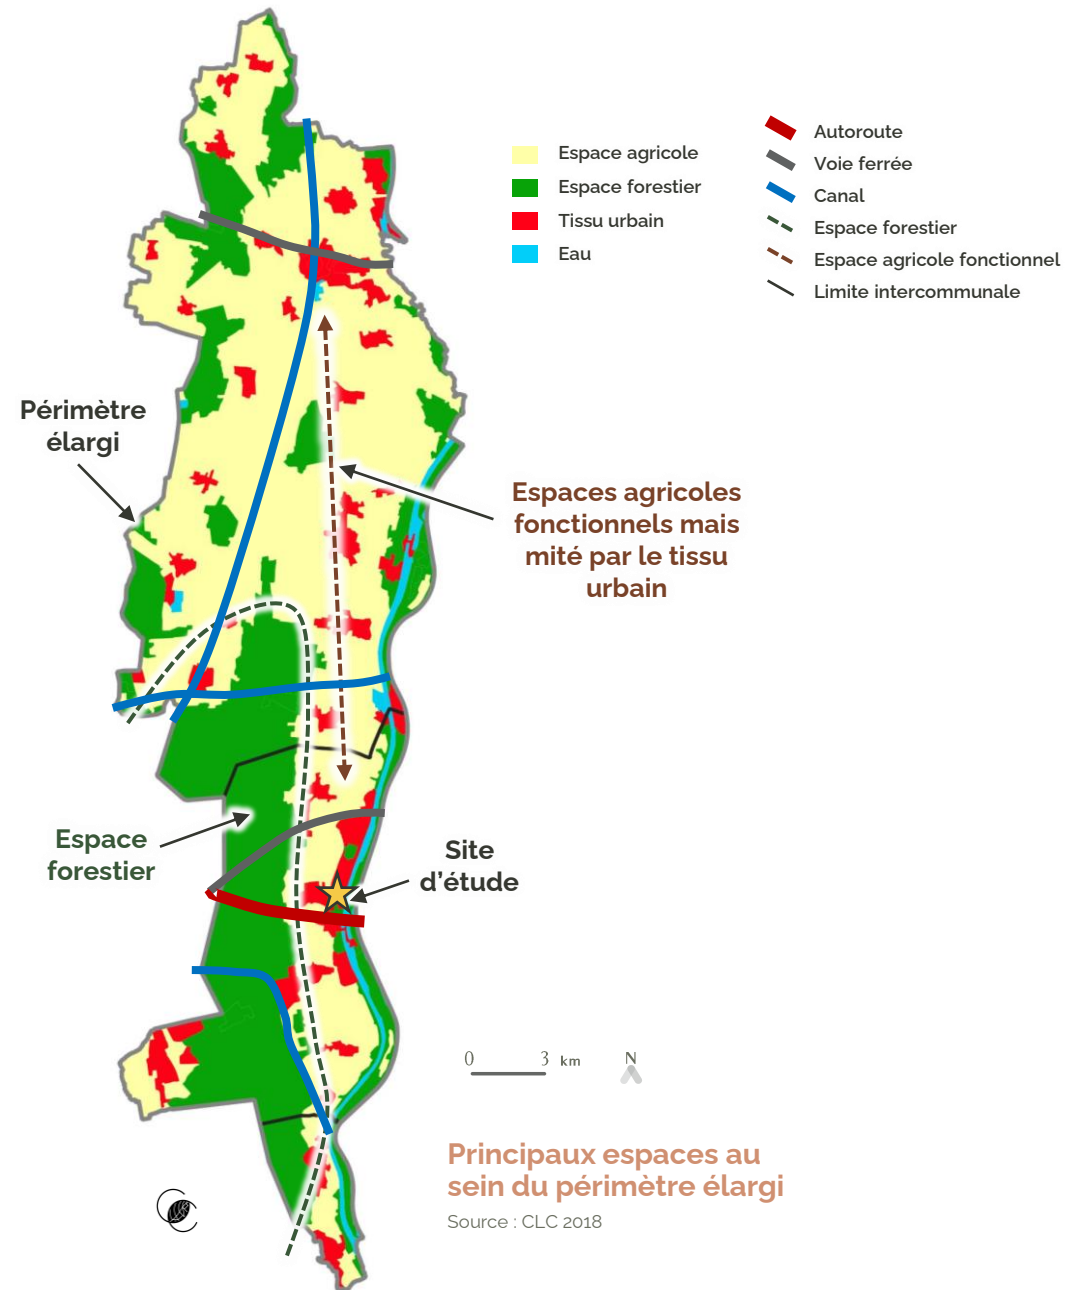 Espace agricole
Espace forestier
Tissu urbain
Eau
Autoroute
Voie ferrée
Canal
Espace forestier
Espace agricole fonctionnel
Limite intercommunale
Périmètre
élargi
Espaces agricoles
fonctionnels mais
mité par le tissu
urbain
Espace
forestier
Site
d'étude
0 3 km
N
Principaux espaces au
sein du périmètre élargi
Source : CLC 2018